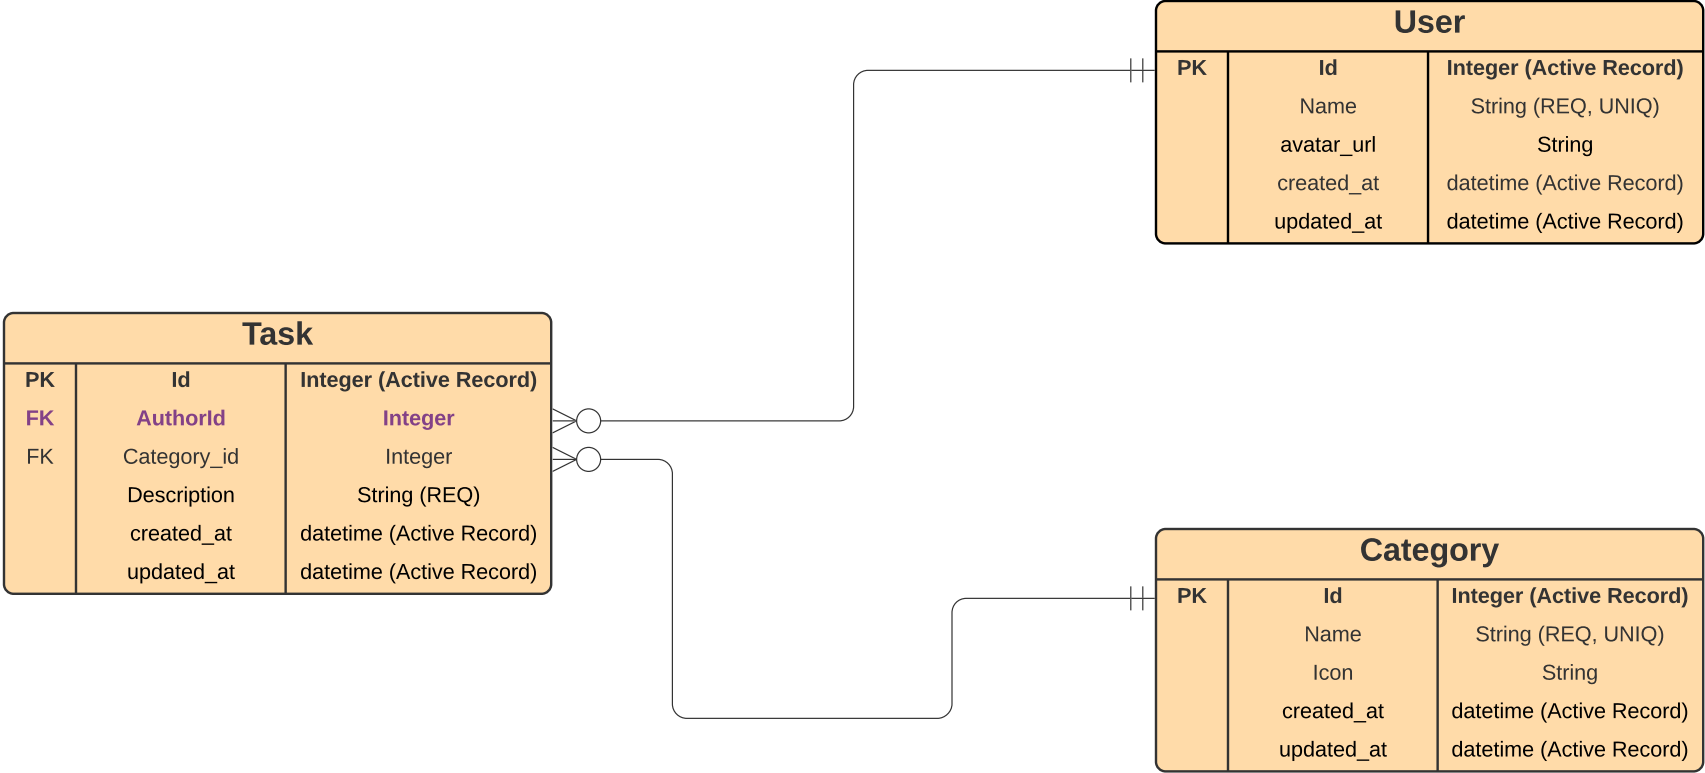 User
PK Id Integer (Active Record)
Name String (REQ, UNIQ)
avatar_url String
created_at datetime (Active Record)
updated_at datetime (Active Record)
Task
PK Id Integer (Active Record)
FK AuthorId Integer
FK Category_id Integer
Description String (REQ)
created_at datetime (Active Record)
updated_at datetime (Active Record)
Category
PK Id Integer (Active Record)
Name String (REQ, UNIQ)
Icon String
created_at datetime (Active Record)
updated_at datetime (Active Record)